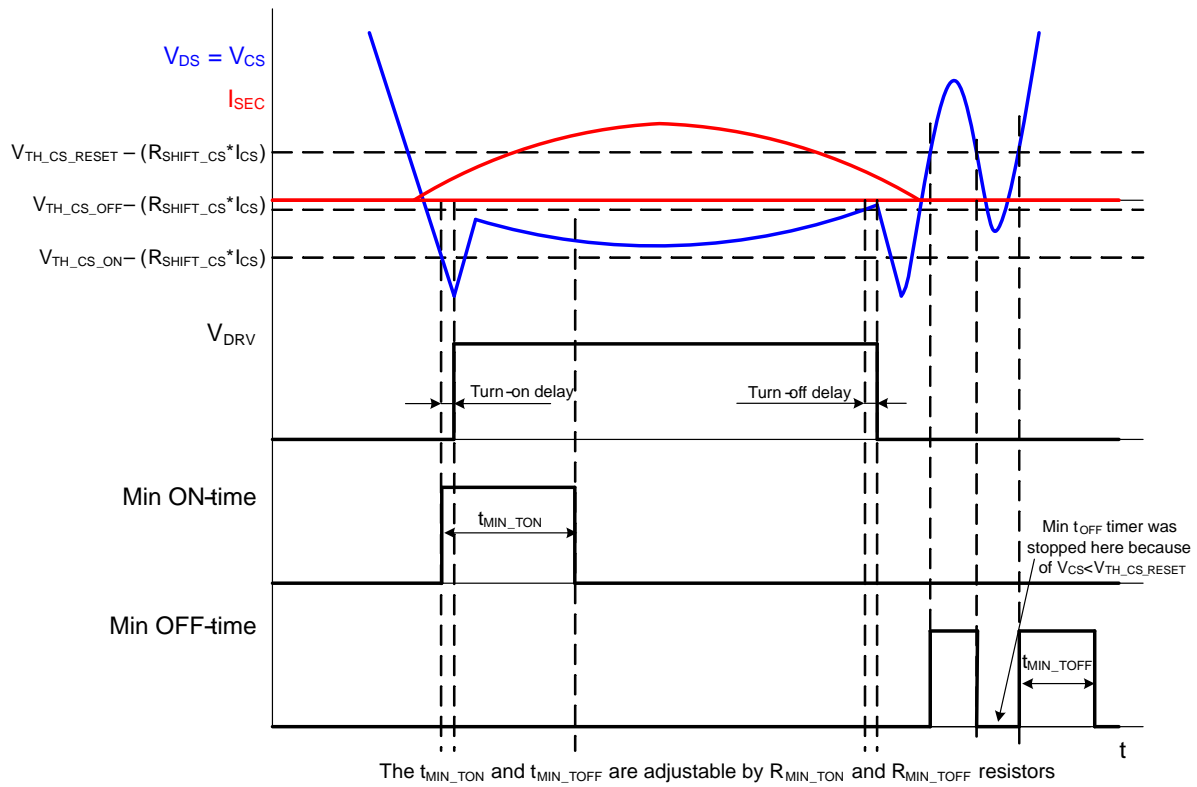 VDS = VCS
ISEC
VTH_CS_RESET – (RSHIFT_CS*ICS)
VTH_CS_OFF – (RSHIFT_CS*ICS)
VTH_CS_ON – (RSHIFT_CS*ICS)
VDRV
Turn-on delay
Turn-off delay
Min ON-time
tMIN_TON
Min tOFF timer was
stopped here because
of VCS<VTH_CS_RESET
Min OFF-time
tMIN_TOFF
t
The tMIN_TON and tMIN_TOFF are adjustable by RMIN_TON and RMIN_TOFF resistors